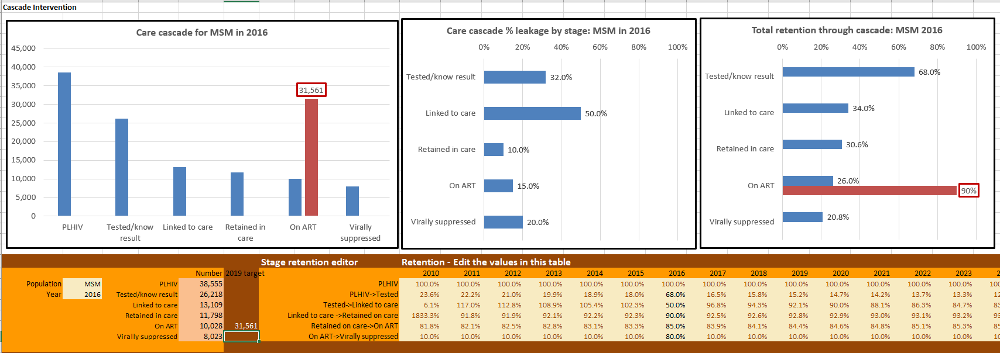 Cascade Intervention
Care cascade for MSM in 2016
45,000
40,000
35,000
30,000
25,000
20,000
15,000
10,000
5,000
0
31,561
PLHIV
Tested/know result
Linked to care
Retained in care
On ART
Virally suppressed
Care cascade % leakage by stage: MSM in 2016
0% 20% 40% 60% 80% 100%
Tested/know result 32.0%
Linked to care 50.0%
Retained in care 10.0%
On ART 15.0%
Virally suppressed 20.0%
Total retention through cascade: MSM 2016
0% 20% 40% 60% 80% 100%
Tested/know result 68.0%
Linked to care 34.0%
Retained in care 30.6%
On ART 26.0%
90%
Virally suppressed 20.8%
Stage retention editor Retention - Edit the values in this table
Number 2019 target 2010 2011 2012 2013 2014 2015 2016 2017 2018 2019 2020 2021 2022 2023
Population MSM PLHIV 38,555 PLHIV 100.0% 100.0% 100.0% 100.0% 100.0% 100.0% 100.0% 100.0% 100.0% 100.0% 100.0% 100.0% 100.0% 100.0%
Year 2016 Tested/know result 26,218 PLHIV->Tested 23.6% 22.2% 21.0% 19.9% 18.9% 18.0% 68.0% 16.5% 15.8% 15.2% 14.7% 14.2% 13.7% 13.3%
Linked to care 13,109 Tested->Linked to care 6.1% 117.0% 112.8% 108.9% 105.4% 102.3% 50.0% 96.8% 94.3% 92.1% 90.0% 88.1% 86.3% 84.7%
Retained in care 11,798 Linked to care ->Retained on care 1833.3% 91.8% 91.9% 92.1% 92.2% 92.3% 90.0% 92.5% 92.6% 92.8% 92.9% 93.0% 93.1% 93.2%
On ART 10,028 31,561 Retained on care->On ART 81.8% 82.1% 82.5% 82.8% 83.1% 83.3% 85.0% 83.9% 84.1% 84.4% 84.6% 84.8% 85.1% 85.3%
Virally suppressed 8,023 On ART->Virally suppressed 10.0% 10.0% 10.0% 10.0% 10.0% 10.0% 80.0% 10.0% 10.0% 10.0% 10.0% 10.0% 10.0% 10.0%